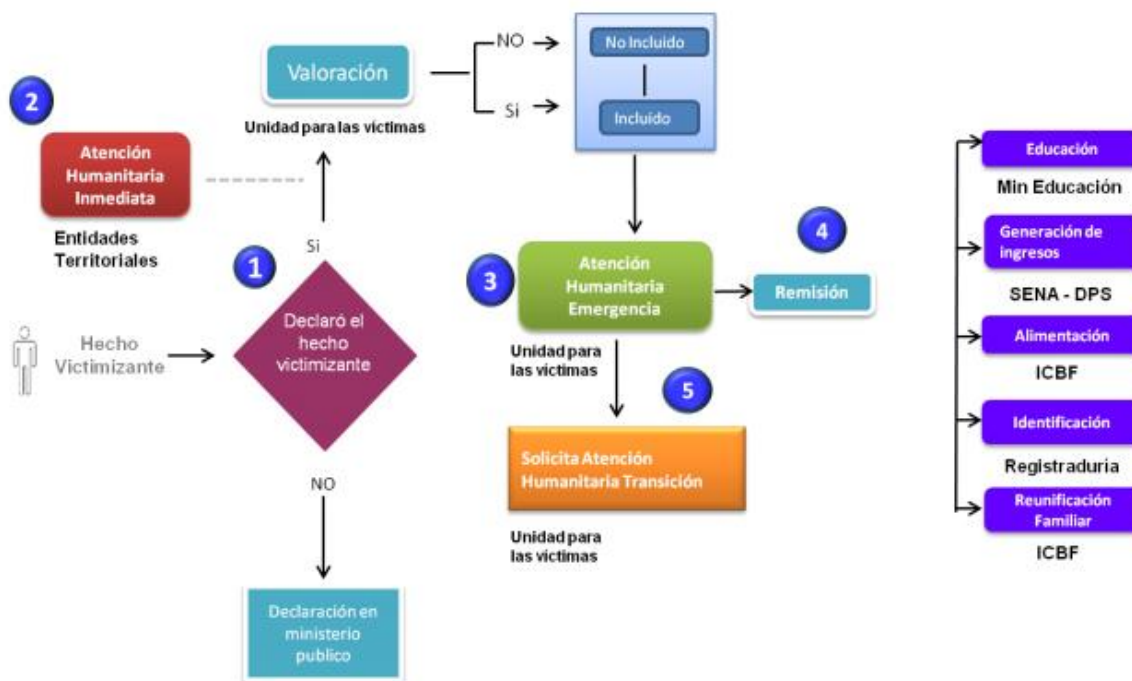 NO
No Incluido
Valoración
Si
Incluido
Unidad para las víctimas
2
Atención
Humanitaria
Inmediata
Entidades
Territoriales
Si
1
Hecho
Victimizante
Declaró el
hecho
victimizante
NO
Declaración en
ministerio
publico
3
Atención
Humanitaria
Emergencia
Unidad para
las víctimas
4
Remisión
5
Solicita Atención
Humanitaria Transición
Unidad para
las víctimas
Educación
Min Educación
Generación de
ingresos
SENA - DPS
Alimentación
ICBF
Identificación
Registraduria
Reunificación
Familiar
ICBF